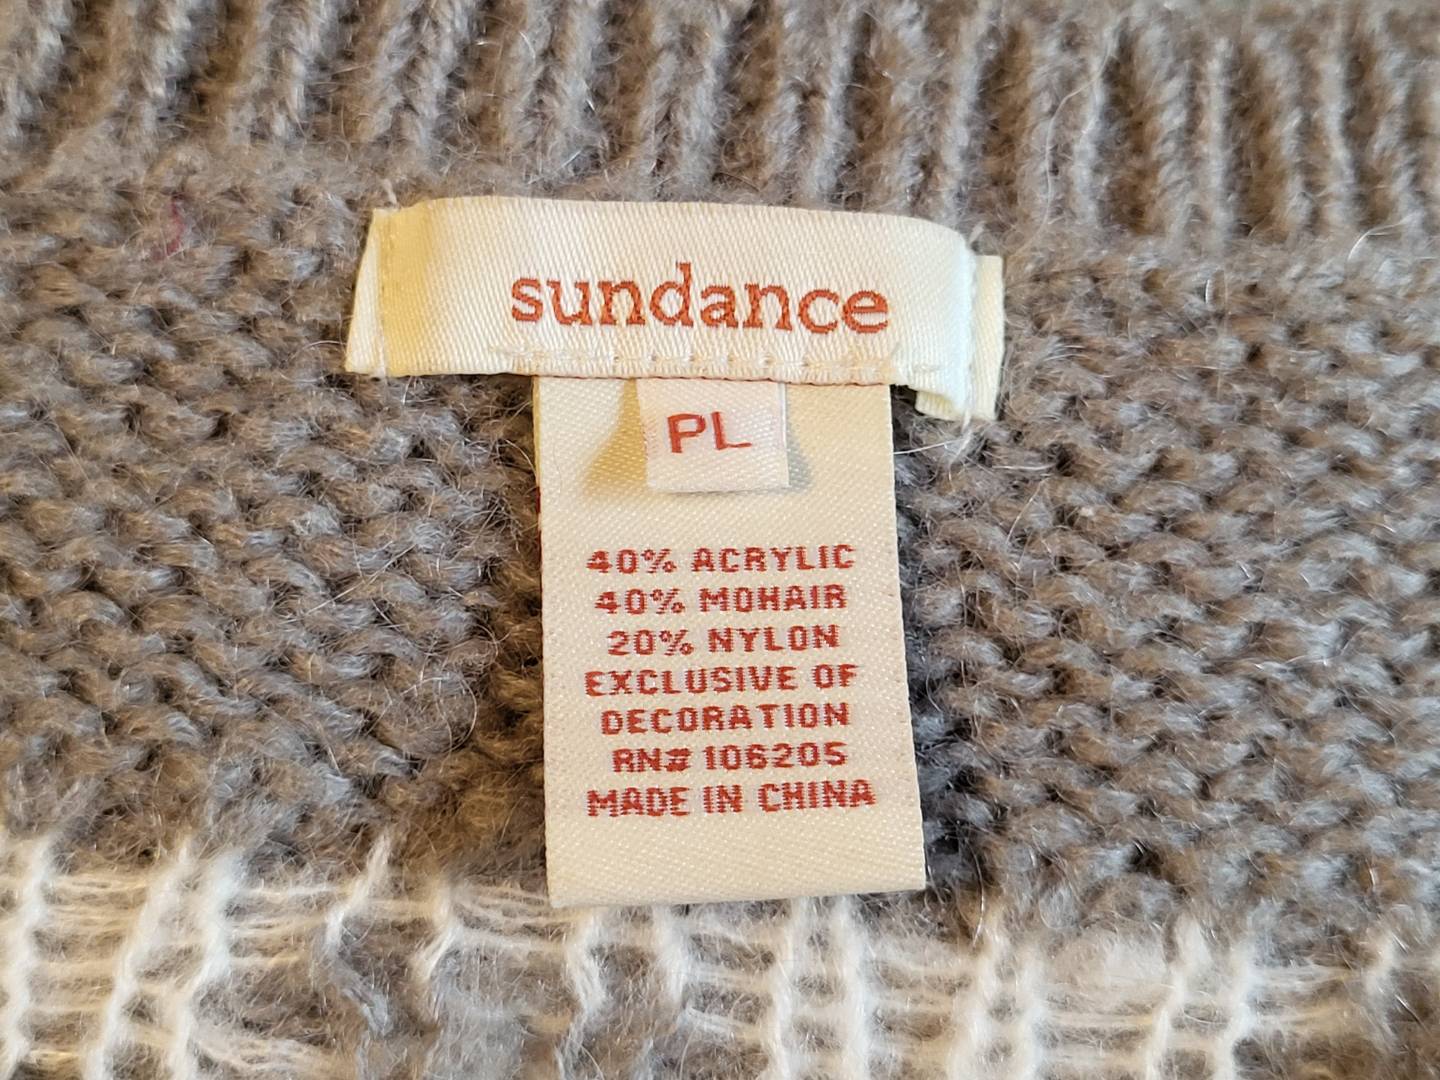 sundance
PL
40% ACRYLIC
40% MOHAIR
20% NYLON
EXCLUSIVE OF
DECORATION
RN# 106205
MADE IN CHINA